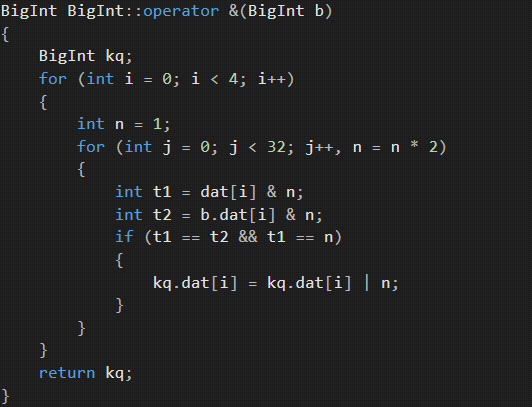 BigInt BigInt::operator &(BigInt b)
{
    BigInt kq;
    for (int i = 0; i < 4; i++)
    {
        int n = 1;
        for (int j = 0; j < 32; j++, n = n * 2)
        {
            int t1 = dat[i] & n;
            int t2 = b.dat[i] & n;
            if (t1 == t2 && t1 == n)
            {
                kq.dat[i] = kq.dat[i] | n;
            }
        }
    }
    return kq;
}